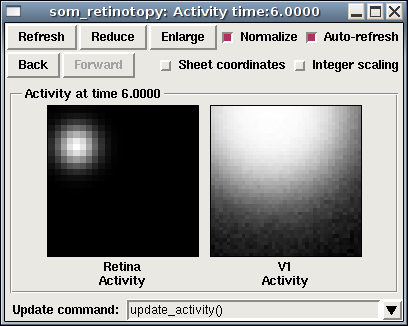 som_retinotopy: Activity time:6.0000
Refresh Reduce Enlarge Normalize Auto-refresh
Back Forward Sheet coordinates Integer scaling
Activity at time 6.0000
Retina V1
Activity Activity
Update command: update_activity()